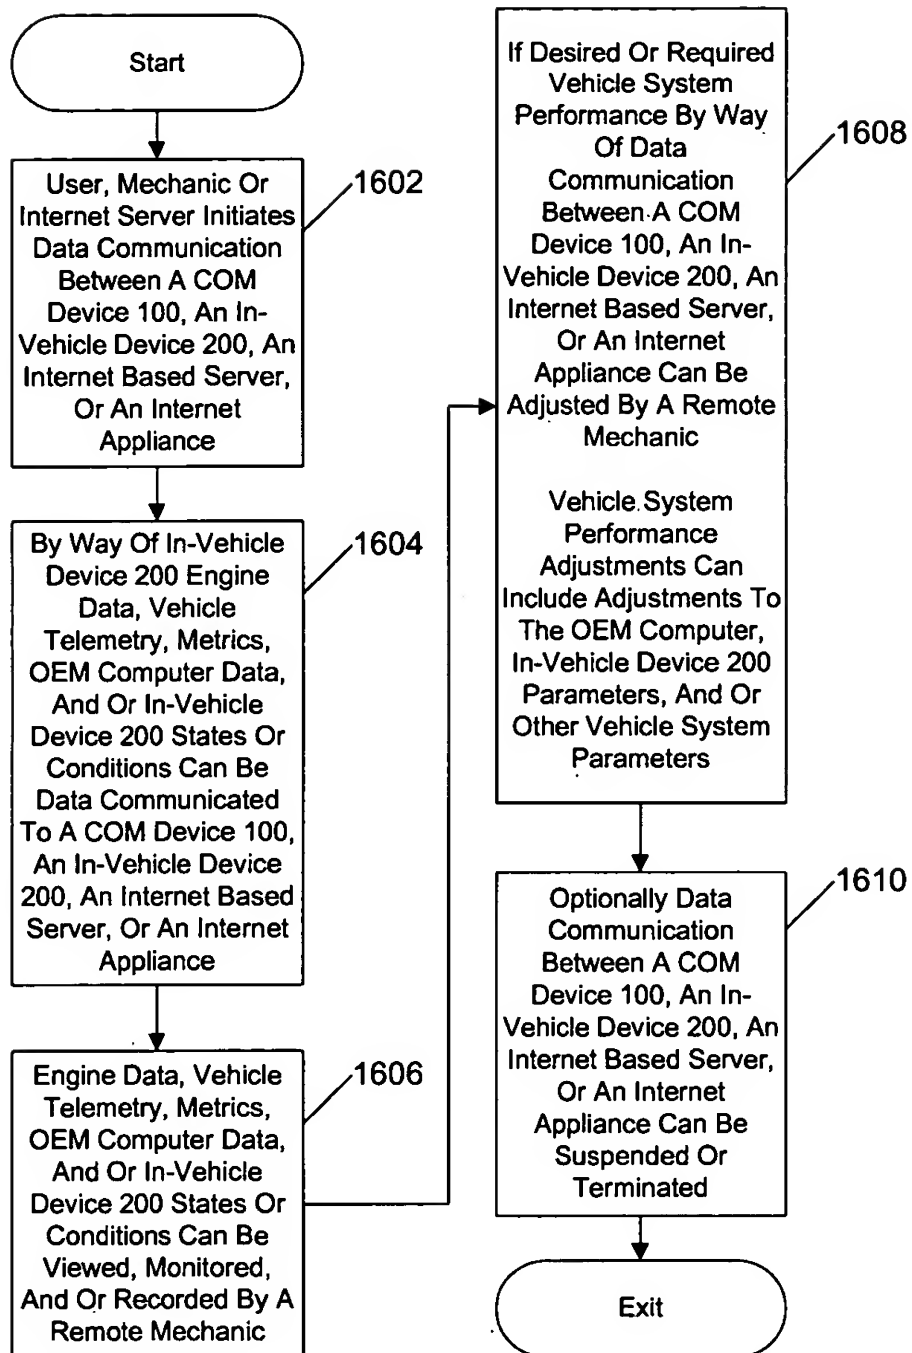 Start
User, Mechanic Or
Internet Server Initiates
Data Communication
Between A COM
Device 100, An In-
Vehicle Device 200, An
Internet Based Server,
Or An Internet
Appliance
1602
By Way Of In-Vehicle
Device 200 Engine
Data, Vehicle
Telemetry, Metrics,
OEM Computer Data,
And Or In-Vehicle
Device 200 States Or
Conditions Can Be
Data Communicated
To A COM Device 100,
An In-Vehicle Device
200, An Internet Based
Server, Or An Internet
Appliance
1604
Engine Data, Vehicle
Telemetry, Metrics,
OEM Computer Data,
And Or In-Vehicle
Device 200 States Or
Conditions Can Be
Viewed, Monitored,
And Or Recorded By A
Remote Mechanic
1606
If Desired Or Required
Vehicle System
Performance By Way
Of Data
Communication
Between A COM
Device 100, An In-
Vehicle Device 200, An
Internet Based Server,
Or An Internet
Appliance Can Be
Adjusted By A Remote
Mechanic
Vehicle System
Performance
Adjustments Can
Include Adjustments To
The OEM Computer,
In-Vehicle Device 200
Parameters, And Or
Other Vehicle System
Parameters
1608
Optionally Data
Communication
Between A COM
Device 100, An In-
Vehicle Device 200, An
Internet Based Server,
Or An Internet
Appliance Can Be
Suspended Or
Terminated
1610
Exit